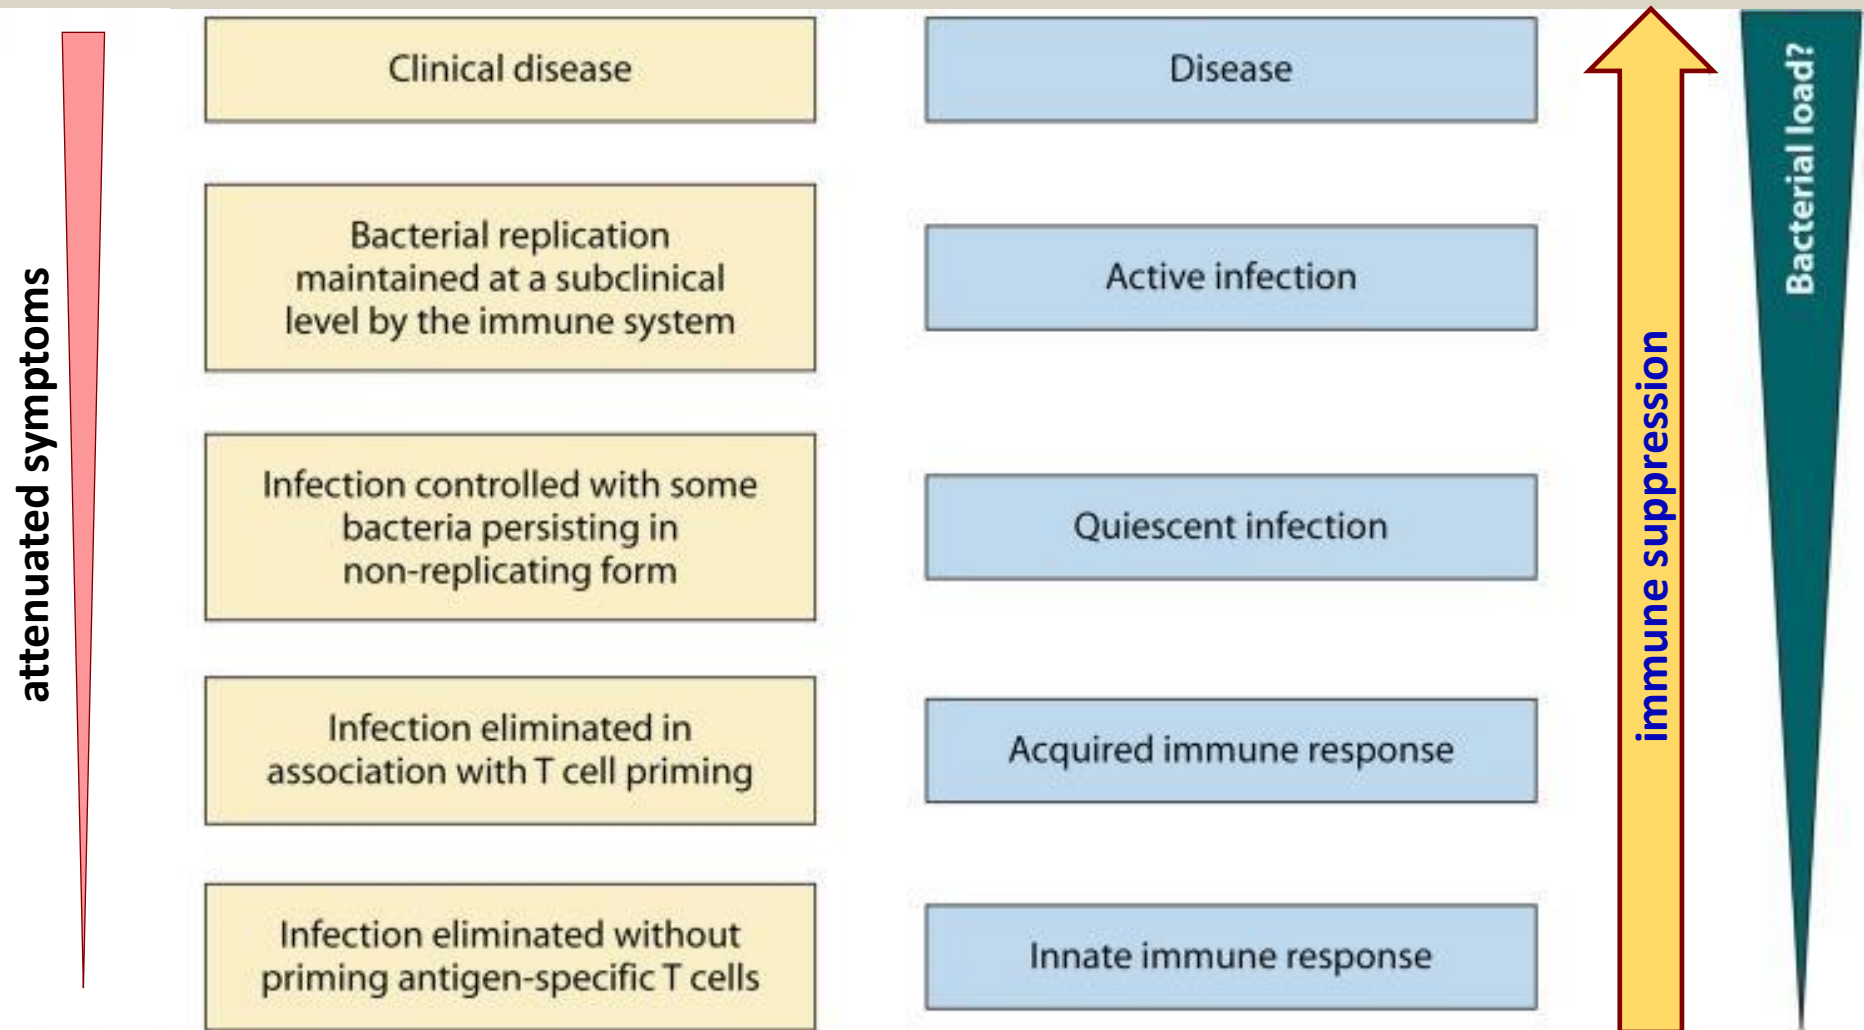 attenuated symptoms
Clinical disease
Disease
Bacterial replication
maintained at a subclinical
level by the immune system
Active infection
Infection controlled with some
bacteria persisting in
non-replicating form
Quiescent infection
Infection eliminated in
association with T cell priming
Acquired immune response
Infection eliminated without
priming antigen-specific T cells
Innate immune response
immune suppression
Bacterial load?